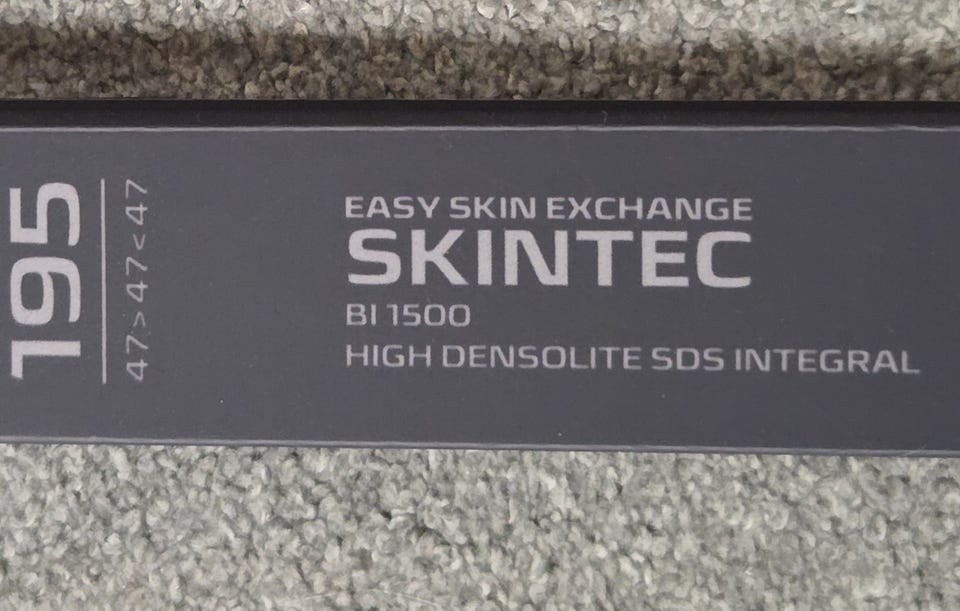 195
47>47<47
EASY SKIN EXCHANGE
SKINTEC
BI 1500
HIGH DENSOLITE SDS INTEGRAL